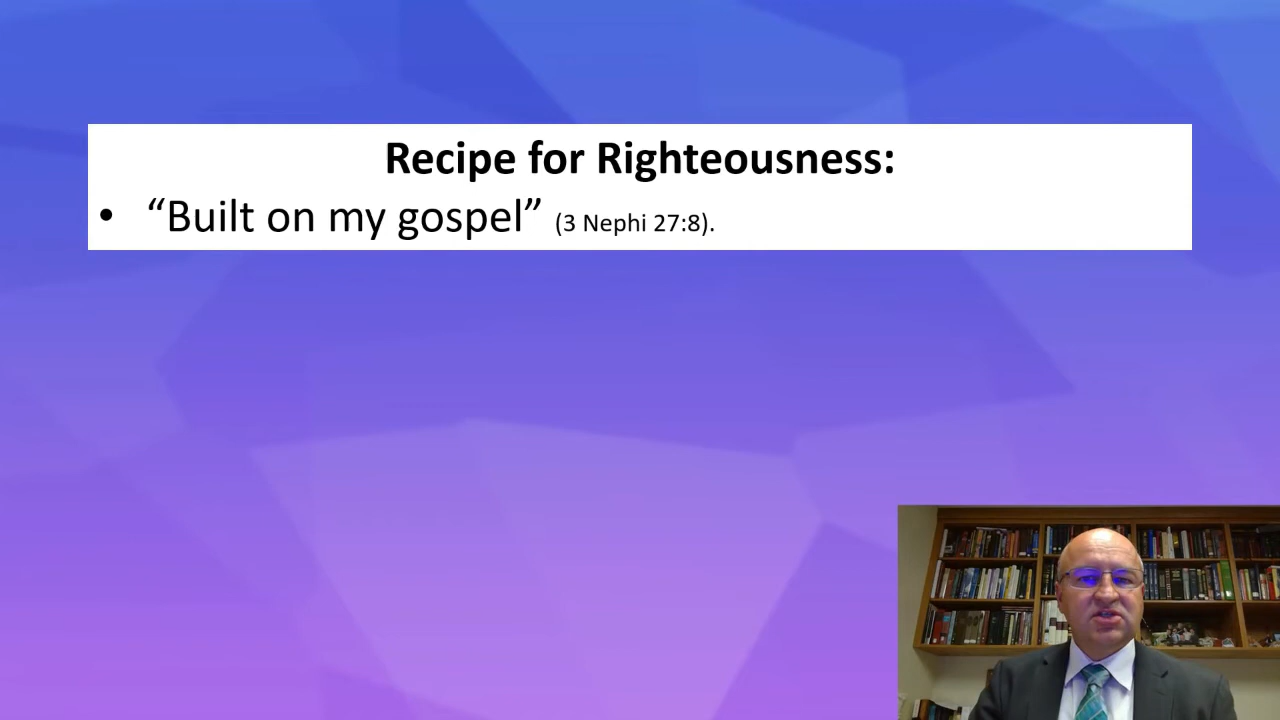 Recipe for Righteousness:
• “Built on my gospel” (3 Nephi 27:8).